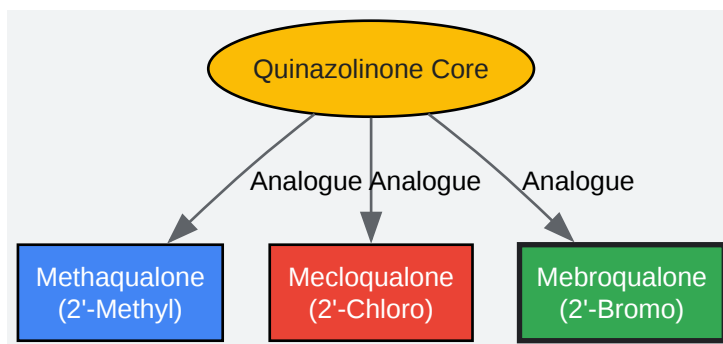 Quinazolinone Core
Analogue
Analogue
Analogue
Methaqualone
(2'-Methyl)
Mecloqualone
(2'-Chloro)
Mebroqualone
(2'-Bromo)